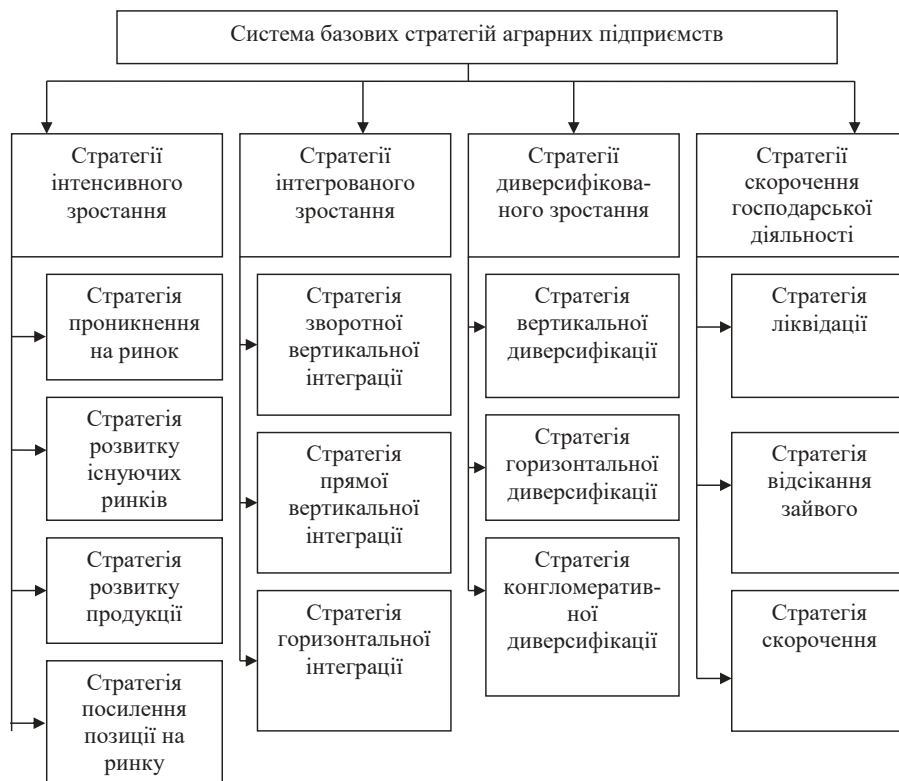 Система базових стратегій аграрних підприємств
Стратегії
інтенсивного
зростання
Стратегія
проникнення
на ринок
Стратегія
розвитку
існуючих
ринків
Стратегія
розвитку
продукції
Стратегія
посилення
позиції на
ринку
Стратегії
інтегрованого
зростання
Стратегія
зворотної
вертикальної
інтеграції
Стратегія
прямої
вертикальної
інтеграції
Стратегія
горизонтальної
інтеграції
Стратегії
диверсифікова-
ного зростання
Стратегія
вертикальної
диверсифікації
Стратегія
горизонтальної
диверсифікації
Стратегія
конгломератив-
ної
диверсифікації
Стратегії
скорочення
господарської
діяльності
Стратегія
ліквідації
Стратегія
відсікання
зайвого
Стратегія
скорочення